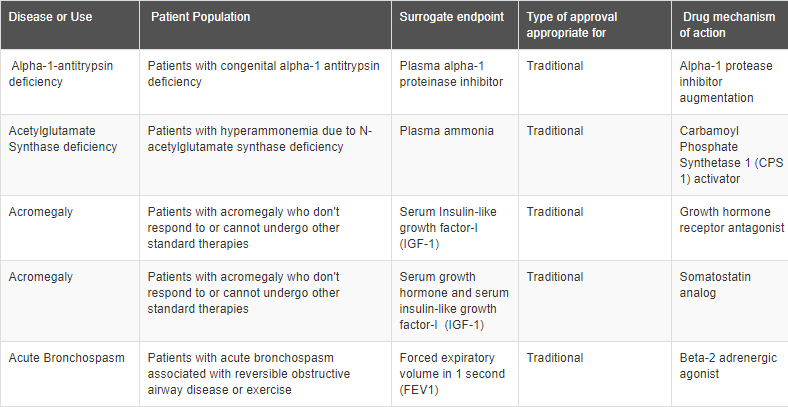 Disease or Use
Patient Population
Surrogate endpoint
Type of approval
appropriate for
Drug mechanism
of action
Alpha-1-antitrypsin
deficiency
Patients with congenital alpha-1 antitrypsin
deficiency
Plasma alpha-1
proteinase inhibitor
Traditional
Alpha-1 protease
inhibitor
augmentation
Acetylglutamate
Synthase deficiency
Patients with hyperammonemia due to N-
acetylglutamate synthase deficiency
Plasma ammonia
Traditional
Carbamoyl
Phosphate
Synthetase 1 (CPS
1) activator
Acromegaly
Patients with acromegaly who don't
respond to or cannot undergo other
standard therapies
Serum Insulin-like
growth factor-I
(IGF-1)
Traditional
Growth hormone
receptor antagonist
Acromegaly
Patients with acromegaly who don't
respond to or cannot undergo other
standard therapies
Serum growth
hormone and serum
insulin-like growth
factor-I (IGF-1)
Traditional
Somatostatin
analog
Acute Bronchospasm
Patients with acute bronchospasm
associated with reversible obstructive
airway disease or exercise
Forced expiratory
volume in 1 second
(FEV1)
Traditional
Beta-2 adrenergic
agonist